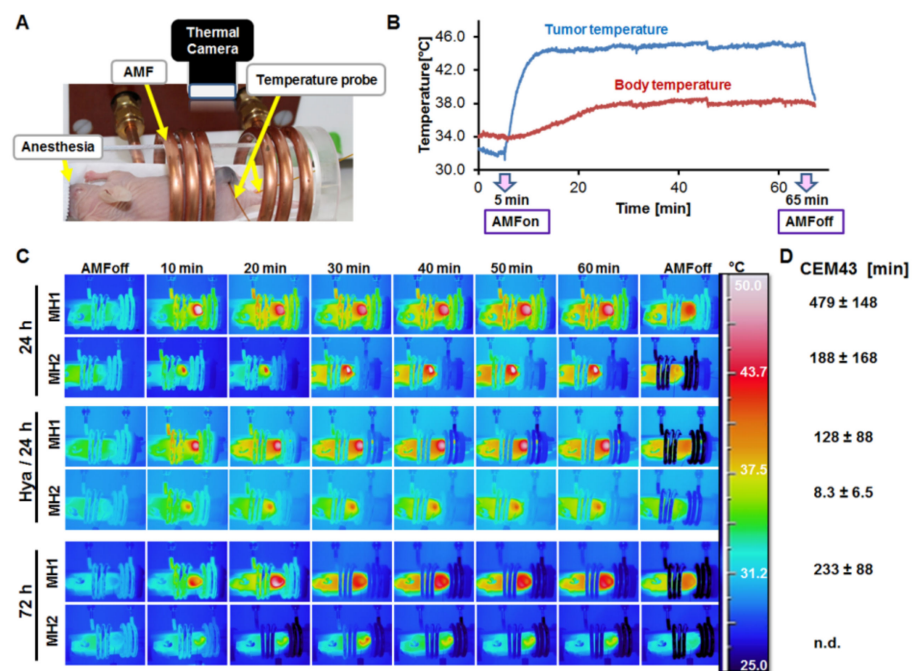 A
Thermal
Camera
AMF
Temperature probe
Anesthesia
B
Temperature[°C]
46.0
42.0
38.0
34.0
30.0
Tumor temperature
Body temperature
0
20
40
60
5 min
Time [min]
65 min
AMFon
AMFoff
C
AMFoff 10 min 20 min 30 min 40 min 50 min 60 min AMFoff °C
24 h
MH1
MH2
Hya / 24 h
MH1
MH2
72 h
MH1
MH2
50.0
43.7
37.5
31.2
25.0
D
CEM43 [min]
479 ± 148
188 ± 168
128 ± 88
8.3 ± 6.5
233 ± 88
n.d.